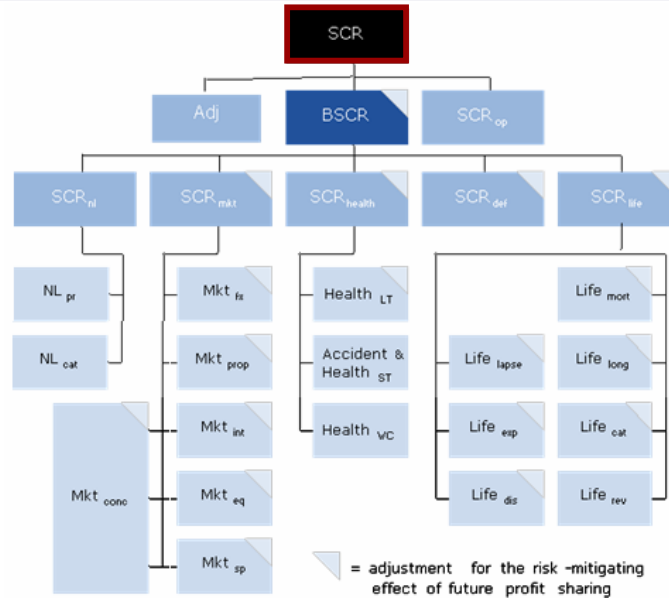 SCR
Adj
BSCR
SCR op
SCR nl
SCR mkt
SCR health
SCR def
SCR life
NL pr
Mkt fx
Health LT
Life mort
NL cat
Mkt prop
Accident &
Health ST
Life lapse
Life long
Mkt conc
Mkt int
Health WC
Life exp
Life cat
Mkt eq
Life dis
Life rev
Mkt sp
= adjustment for the risk -mitigating
effect of future profit sharing